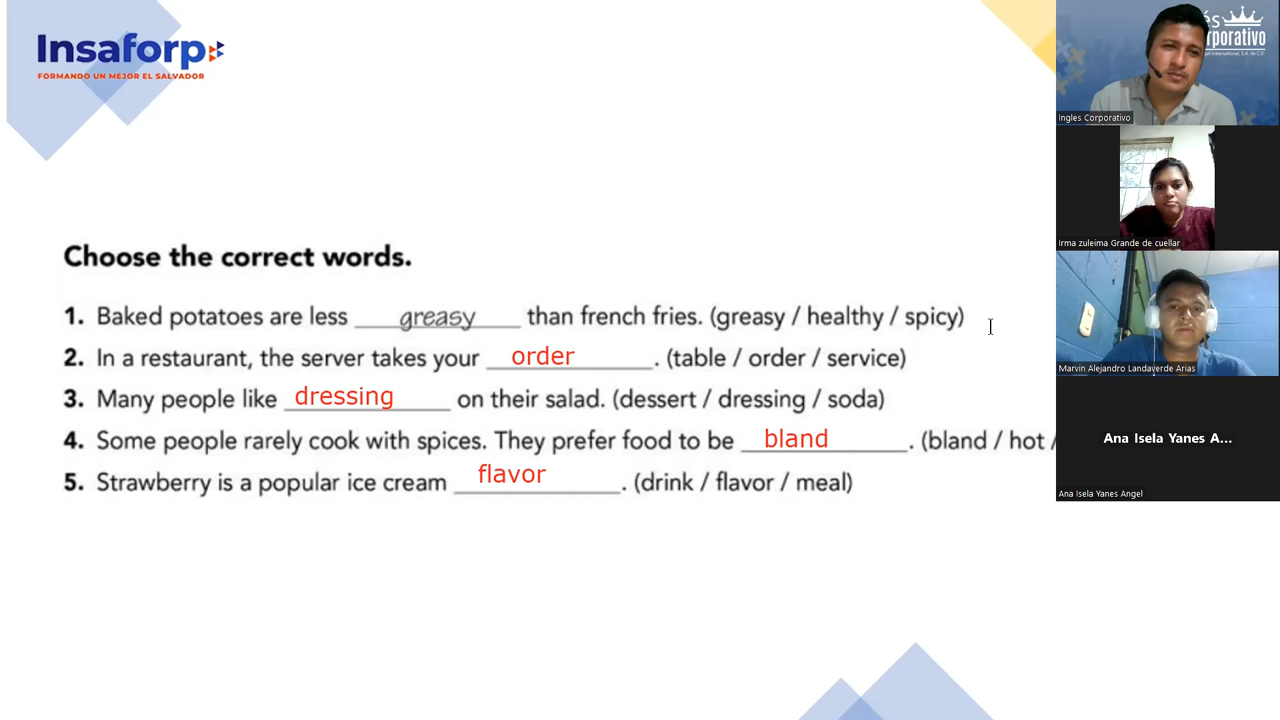 Insaforp
FORMANDO UN MEJOR EL SALVADOR
Choose the correct words.
1. Baked potatoes are less greasy than french fries. (greasy / healthy / spicy)
2. In a restaurant, the server takes your order. (table / order / service)
3. Many people like dressing on their salad. (dessert / dressing / soda)
4. Some people rarely cook with spices. They prefer food to be bland. (bland / hot /
5. Strawberry is a popular ice cream flavor. (drink / flavor / meal)
Ingles Corporativo
Irma zuleima Grande de cuellar
Marvin Alejandro Landaverde Arias
Ana Isela Yanes A...
Ana Isela Yanes Angel